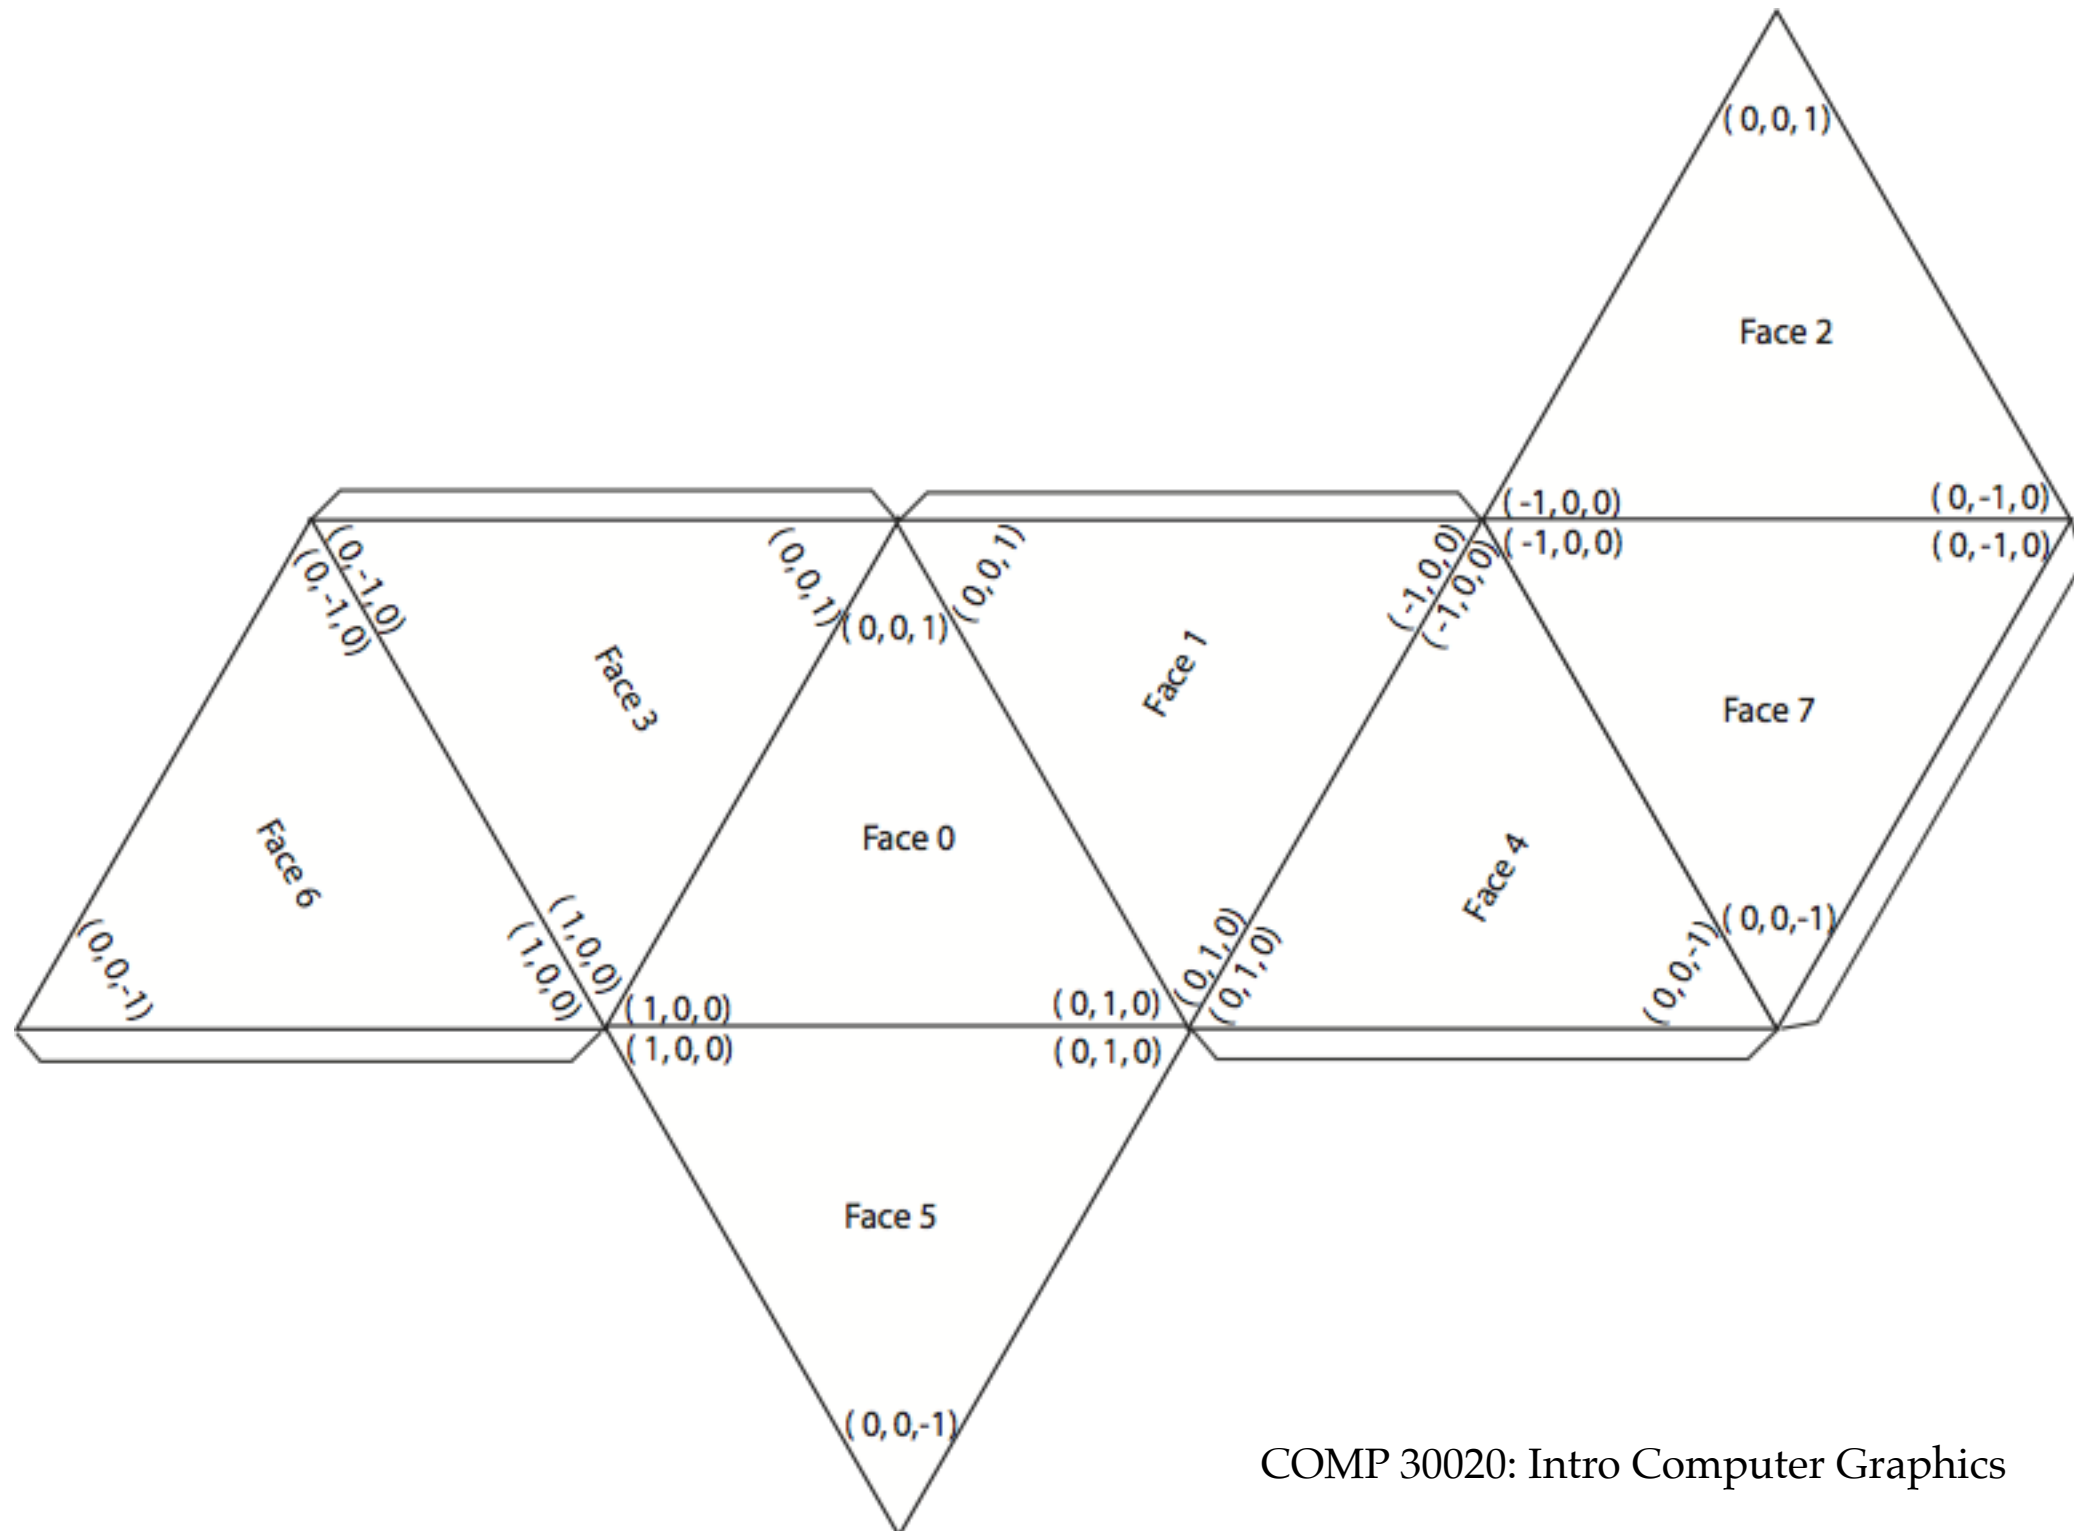 ( 0, 0, 1)
Face 2
( -1, 0, 0)
( 0, -1, 0)
( 0, -1, 0)
( 0, -1, 0)
Face 3
( 0, 0, 1)
( 0, 0, 1)
( 0, 0, 1)
Face 1
( -1, 0, 0)
( -1, 0, 0)
( -1, 0, 0)
( 0, -1, 0)
Face 7
Face 6
Face 0
Face 4
( 0, 0, -1)
( 1, 0, 0)
( 1, 0, 0)
( 1, 0, 0)
( 0, 1, 0)
( 0, 1, 0)
( 0, 1, 0)
( 0, 0, -1)
( 0, 0, -1)
( 1, 0, 0)
( 0, 1, 0)
Face 5
( 0, 0, -1)
COMP 30020: Intro Computer Graphics